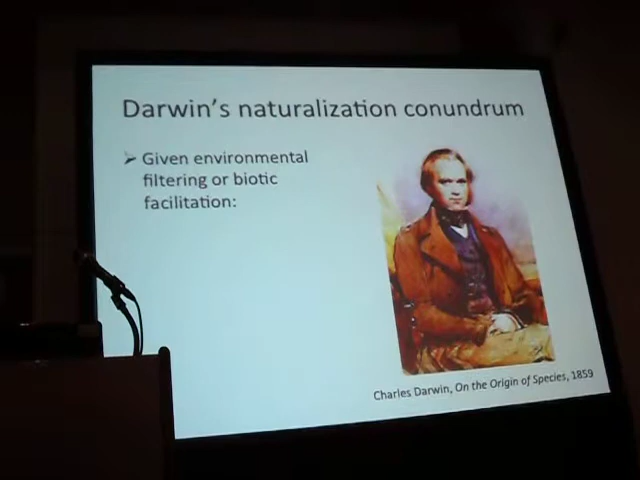 Darwin's naturalization conundrum
➢ Given environmental
filtering or biotic
facilitation:
Charles Darwin, On the Origin of Species, 1859